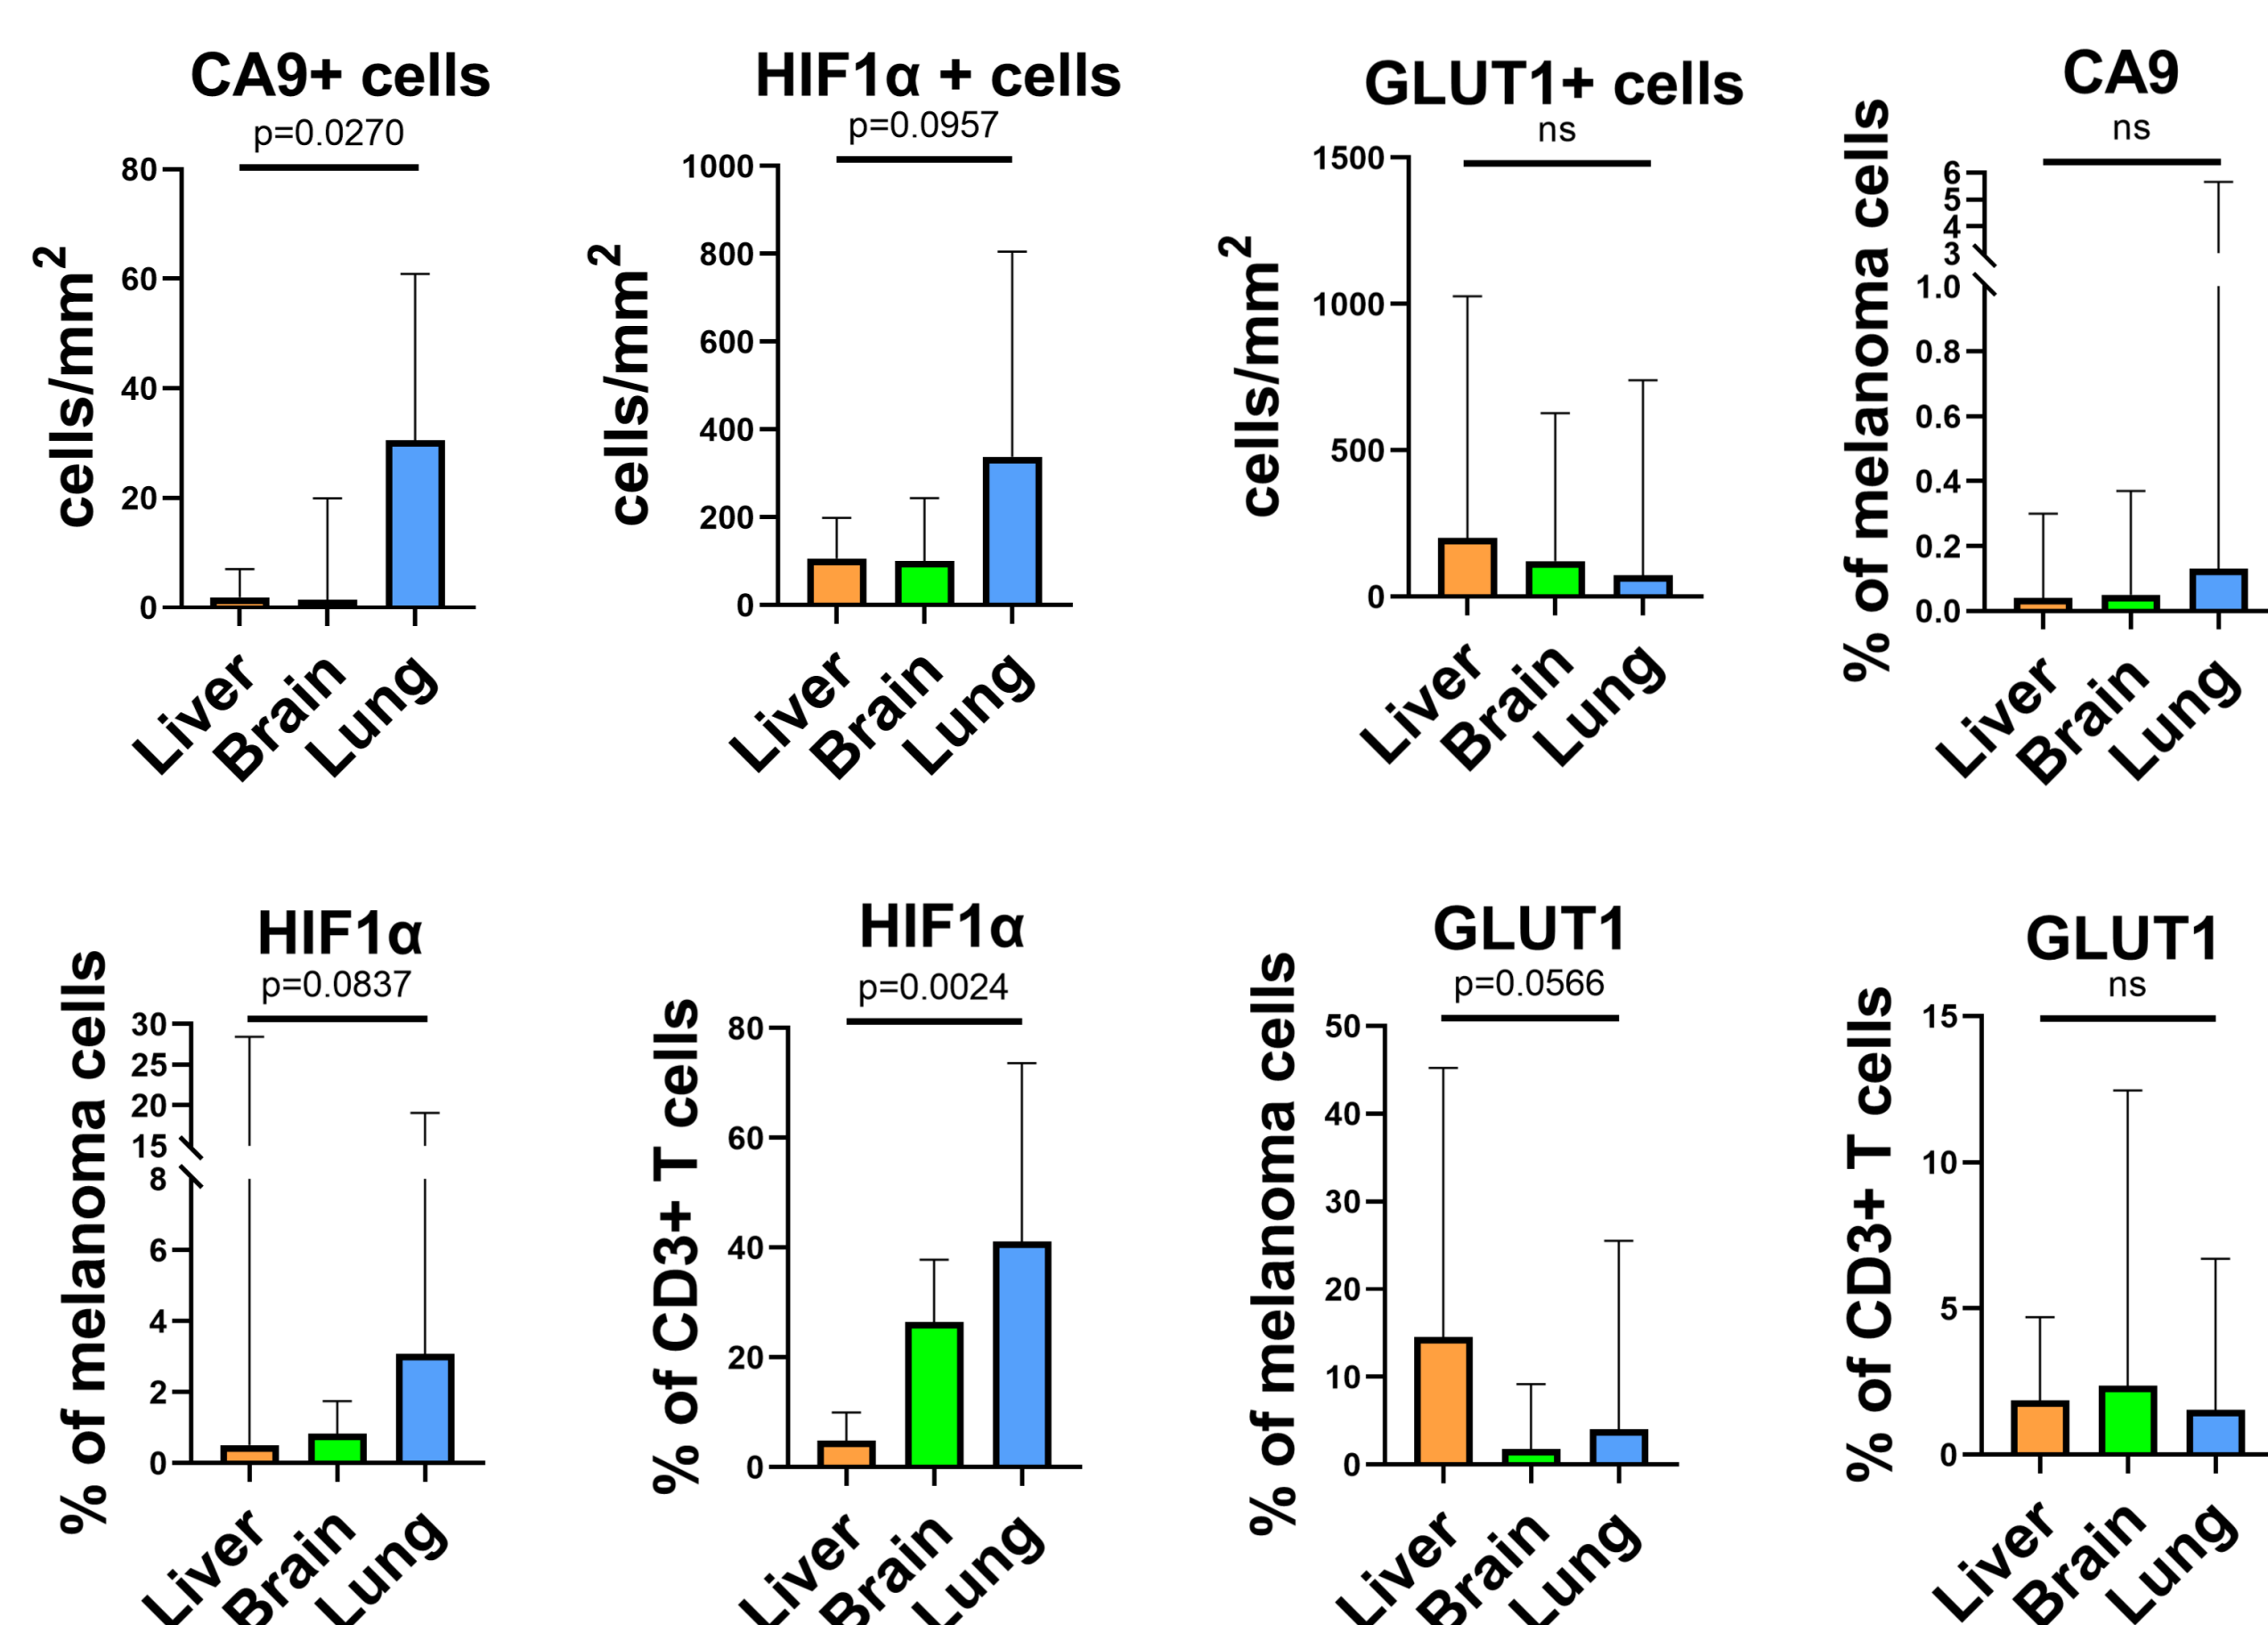 CA9+ cells
p=0.0270
cells/mm²
80
60
40
20
0
Liver
Brain
Lung
HIF1α + cells
p=0.0957
cells/mm²
1000
800
600
400
200
0
Liver
Brain
Lung
GLUT1+ cells
ns
cells/mm²
1500
1000
500
0
Liver
Brain
Lung
CA9
ns
% of melanoma cells
6
5
4
3
1.0
0.8
0.6
0.4
0.2
0.0
Liver
Brain
Lung
HIF1α
p=0.0837
% of melanoma cells
30
25
20
15
8
6
4
2
0
Liver
Brain
Lung
HIF1α
p=0.0024
% of CD3+ T cells
80
60
40
20
0
Liver
Brain
Lung
GLUT1
p=0.0566
% of melanoma cells
50
40
30
20
10
0
Liver
Brain
Lung
GLUT1
ns
% of CD3+ T cells
15
10
5
0
Liver
Brain
Lung